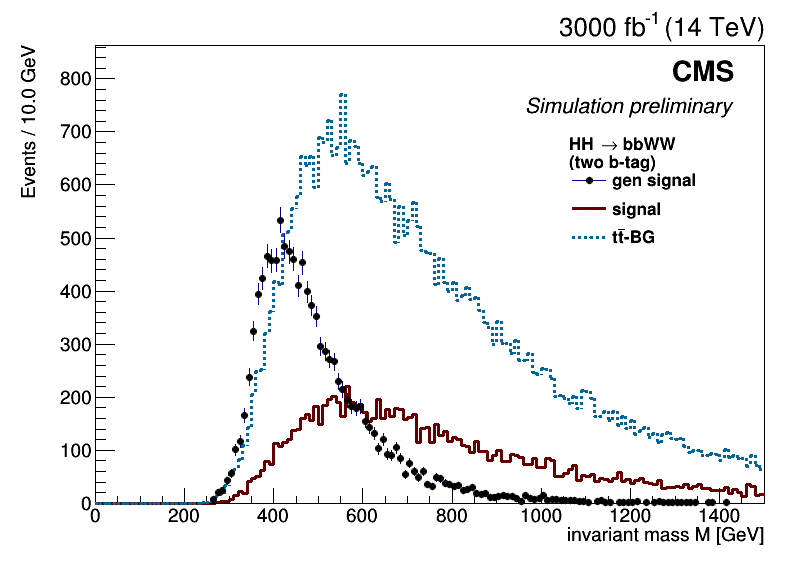 3000 fb⁻¹ (14 TeV)
CMS
Simulation preliminary
HH → bbWW
(two b-tag)
gen signal
signal
tt̄-BG
Events / 10.0 GeV
800
700
600
500
400
300
200
100
0
0 200 400 600 800 1000 1200 1400
invariant mass M [GeV]